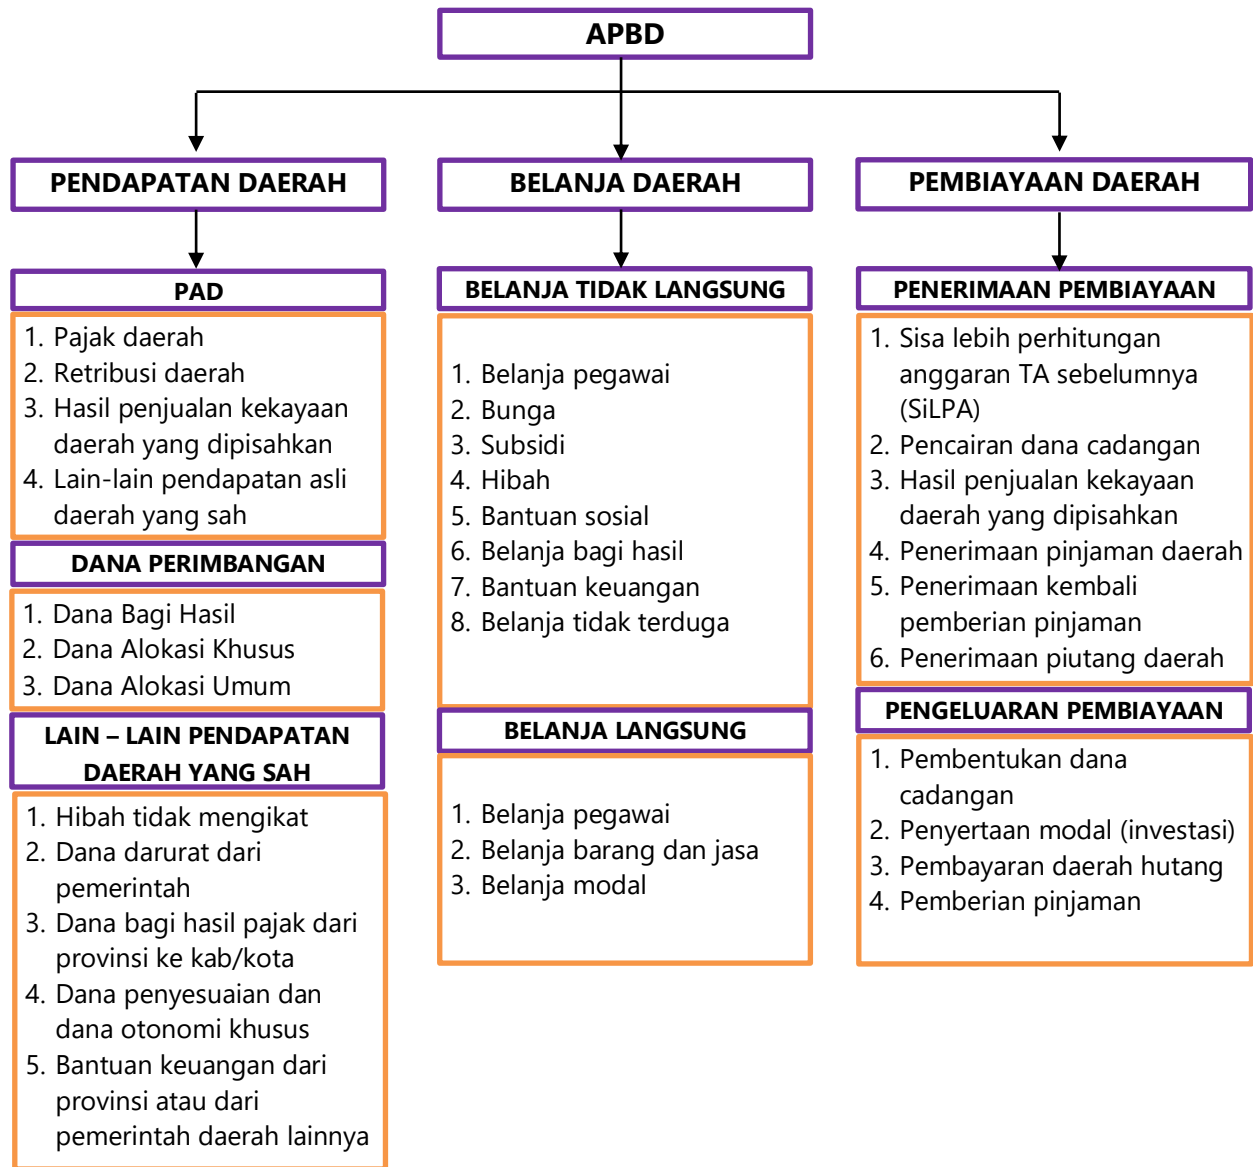 APBD
PENDAPATAN DAERAH
PAD
1. Pajak daerah
2. Retribusi daerah
3. Hasil penjualan kekayaan
daerah yang dipisahkan
4. Lain-lain pendapatan asli
daerah yang sah
DANA PERIMBANGAN
1. Dana Bagi Hasil
2. Dana Alokasi Khusus
3. Dana Alokasi Umum
LAIN – LAIN PENDAPATAN
DAERAH YANG SAH
1. Hibah tidak mengikat
2. Dana darurat dari
pemerintah
3. Dana bagi hasil pajak dari
provinsi ke kab/kota
4. Dana penyesuaian dan
dana otonomi khusus
5. Bantuan keuangan dari
provinsi atau dari
pemerintah daerah lainnya
BELANJA DAERAH
BELANJA TIDAK LANGSUNG
1. Belanja pegawai
2. Bunga
3. Subsidi
4. Hibah
5. Bantuan sosial
6. Belanja bagi hasil
7. Bantuan keuangan
8. Belanja tidak terduga
BELANJA LANGSUNG
1. Belanja pegawai
2. Belanja barang dan jasa
3. Belanja modal
PEMBIAYAAN DAERAH
PENERIMAAN PEMBIAYAAN
1. Sisa lebih perhitungan
anggaran TA sebelumnya
(SiLPA)
2. Pencairan dana cadangan
3. Hasil penjualan kekayaan
daerah yang dipisahkan
4. Penerimaan pinjaman daerah
5. Penerimaan kembali
pemberian pinjaman
6. Penerimaan piutang daerah
PENGELUARAN PEMBIAYAAN
1. Pembentukan dana
cadangan
2. Penyertaan modal (investasi)
3. Pembayaran daerah hutang
4. Pemberian pinjaman